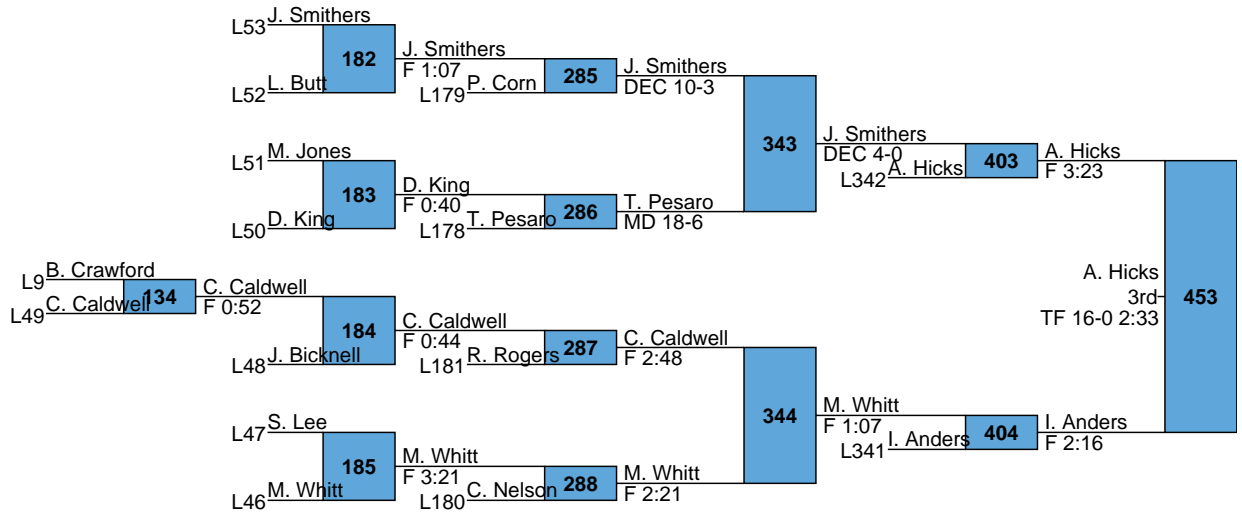 J. Smithers
L53
182
J. Smithers
F 1:07
L. Butt
L52
P. Corn
L179
285
J. Smithers
DEC 10-3
M. Jones
L51
183
D. King
F 0:40
D. King
L50
T. Pesaro
L178
286
T. Pesaro
MD 18-6
343
J. Smithers
DEC 4-0
A. Hicks
L342
403
A. Hicks
F 3:23
B. Crawford
L9
134
C. Caldwell
L49
C. Caldwell
F 0:52
184
J. Bicknell
L48
C. Caldwell
F 0:44
R. Rogers
L181
287
C. Caldwell
F 2:48
S. Lee
L47
185
M. Whitt
L46
M. Whitt
F 3:21
C. Nelson
L180
288
M. Whitt
F 2:21
344
M. Whitt
F 1:07
I. Anders
L341
404
I. Anders
F 2:16
A. Hicks
3rd
TF 16-0 2:33
453